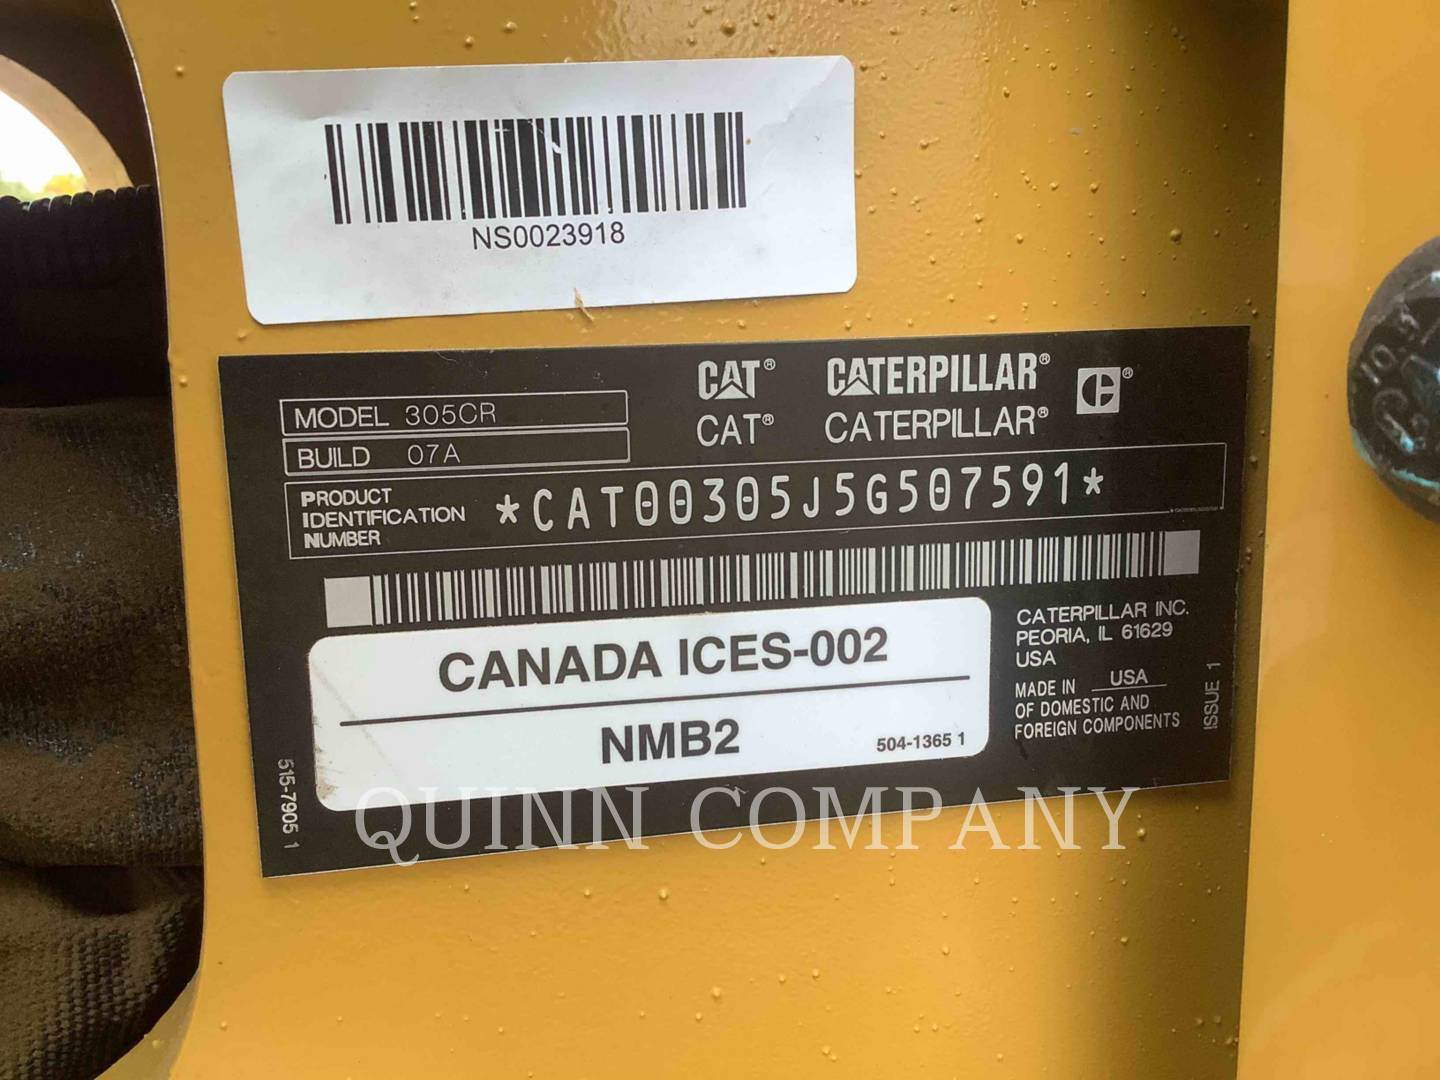 NS0023918
CAT® CATERPILLAR® C®
CAT® CATERPILLAR®
MODEL 305CR
BUILD 07A
PRODUCT
IDENTIFICATION
NUMBER
*CAT00305J5G507591*
CANADA ICES-002
NMB2
504-1365 1
CATERPILLAR INC.
PEORIA, IL 61629
USA
MADE IN USA
OF DOMESTIC AND
FOREIGN COMPONENTS
ISSUE 1
515-7905 1
QUINN COMPANY
10.9